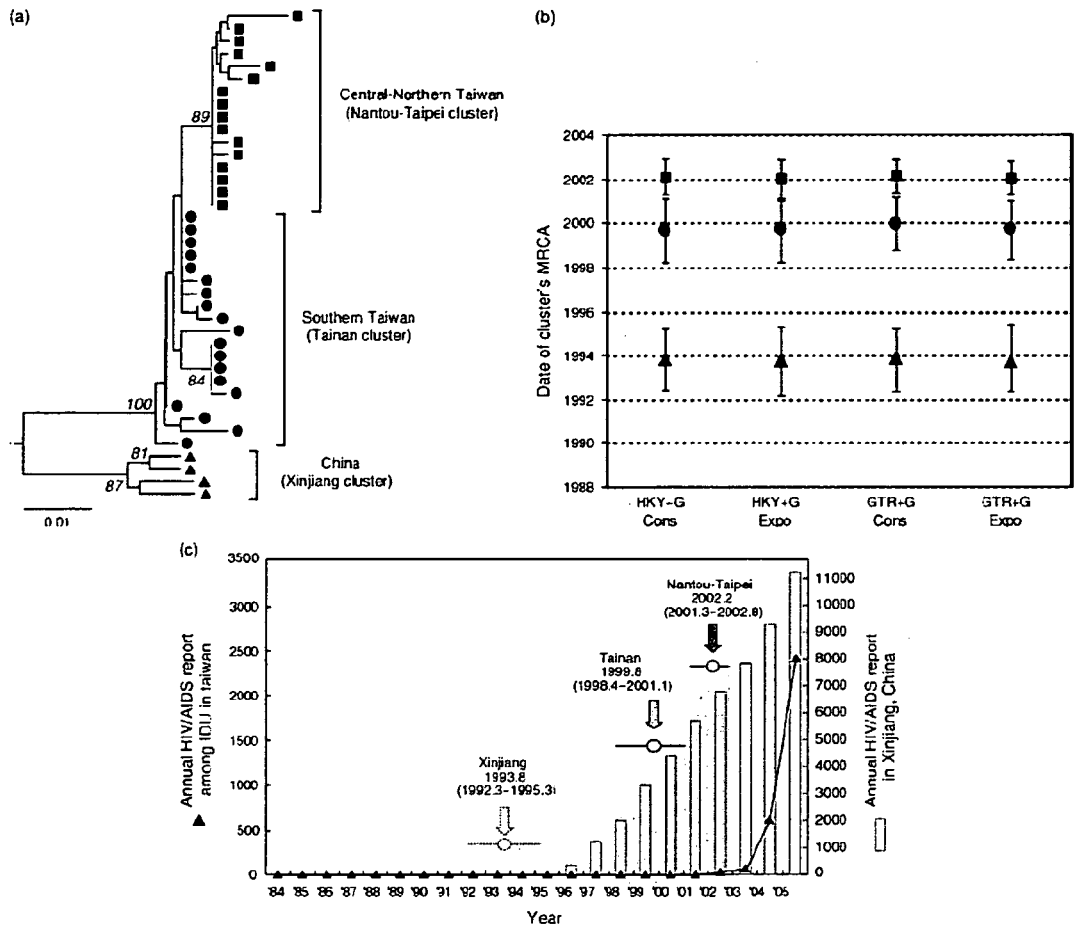 (a)
89
Central-Northern Taiwan
(Nantou-Taipei cluster)
Southern Taiwan
(Tainan cluster)
84
100
81
87
China
(Xinjiang cluster)
0.01
(b)
Date of cluster's MRCA
2004
2002
2000
1998
1996
1994
1992
1990
1988
HKY+G
Cons
HKY+G
Expo
GTR+G
Cons
GTR+G
Expo
(c)
Annual HIV/AIDS report
among IDU in taiwan
3500
3000
2500
2000
1500
1000
500
0
Xinjiang
1993.8
(1992.3–1995.3)
Tainan
1999.8
(1998.4–2001.1)
Nantou-Taipei
2002.2
(2001.3–2002.8)
11000
10000
9000
8000
7000
6000
5000
4000
3000
2000
1000
0
Annual HIV/AIDS report
in Xinjiang, China
'84 '85 '86 '87 '88 '89 '90 '91 '92 '93 '94 '95 '96 '97 '98 '99 '00 '01 '02 '03 '04 '05
Year